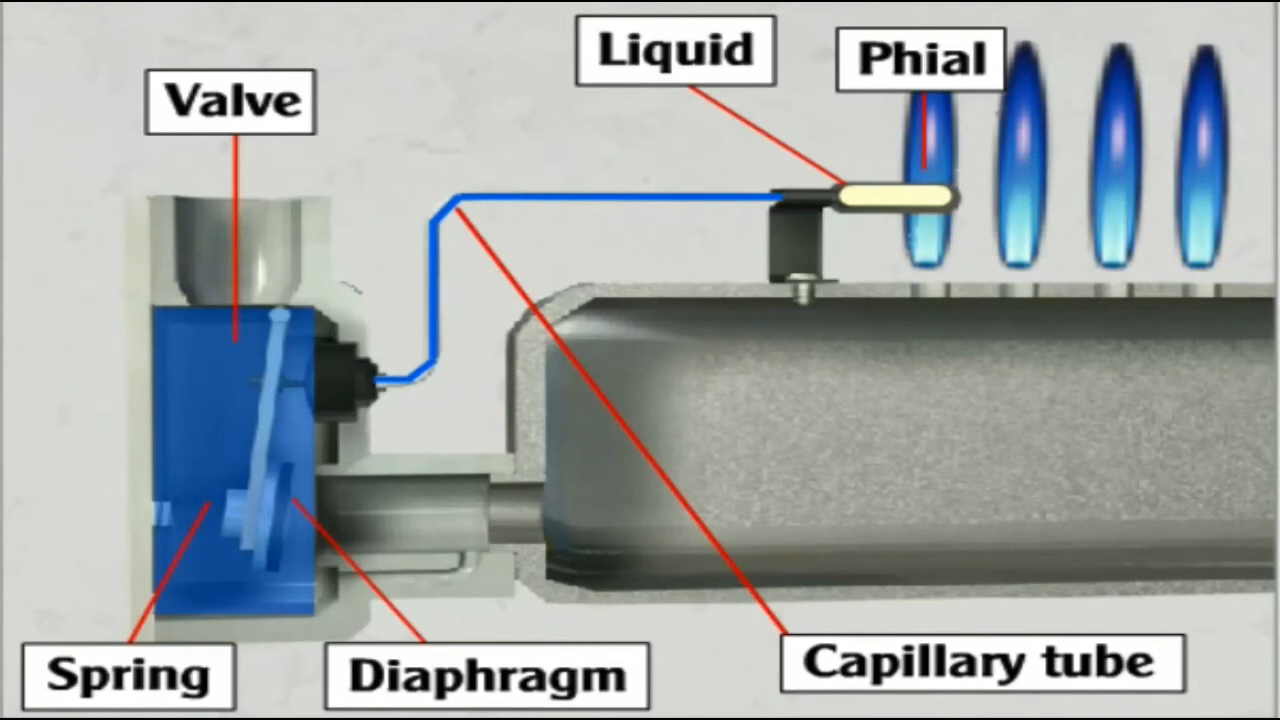 Liquid
Phial
Valve
Spring
Diaphragm
Capillary tube